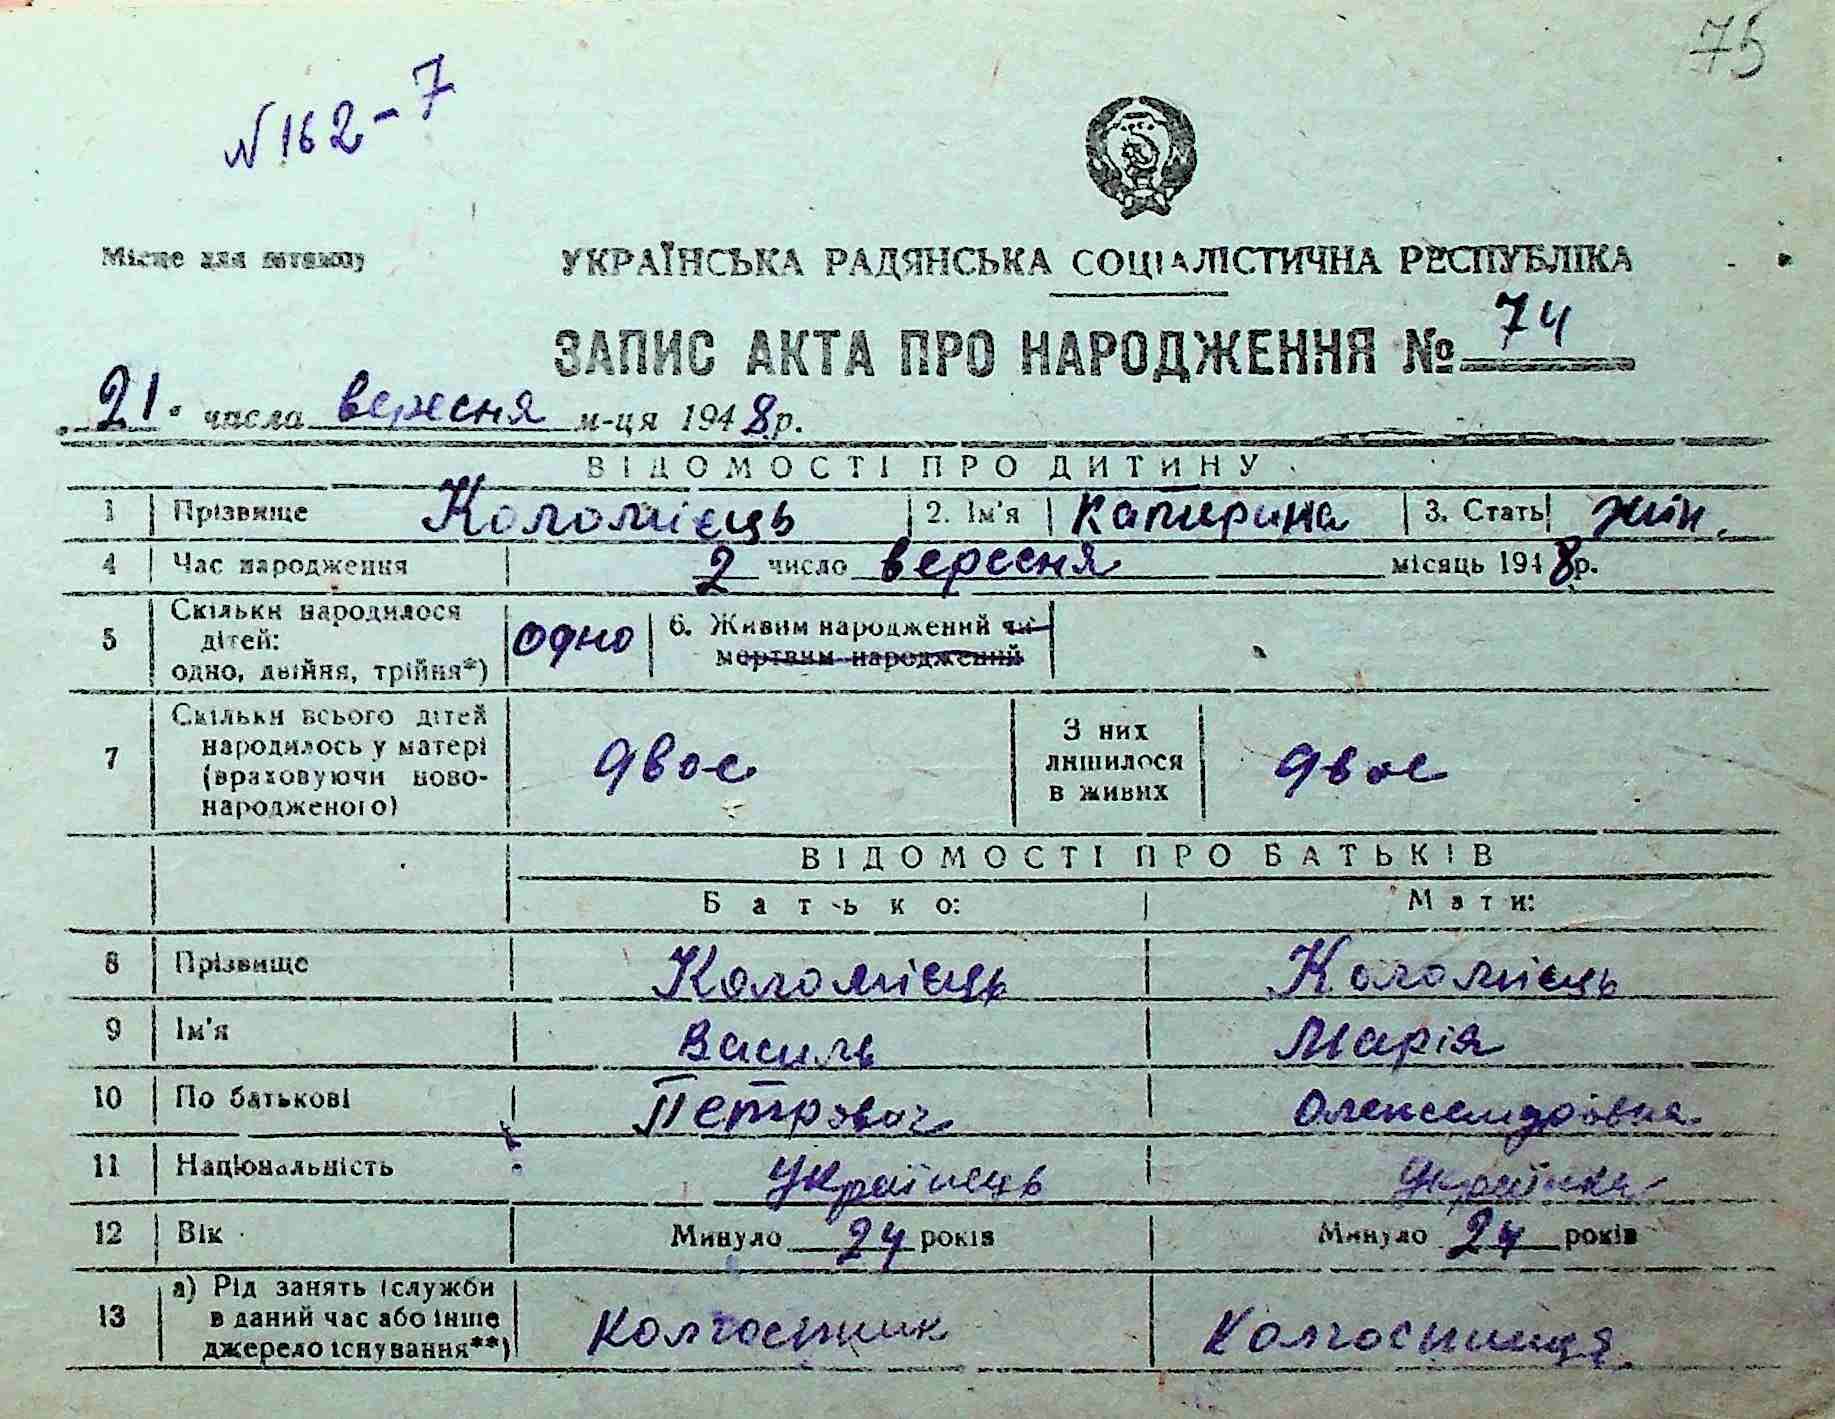 75
N 162-7
Місце для штампу
УКРАЇНСЬКА РАДЯНСЬКА СОЦІАЛІСТИЧНА РЕСПУБЛІКА
ЗАПИС АКТА ПРО НАРОДЖЕННЯ № 74
21 числа вересня м-ця 1948 р.
ВІДОМОСТІ ПРО ДИТИНУ
1 Прізвище Коломієць 2. Ім'я Катерина 3. Стать жін.
4 Час народження 2 число вересня місяць 1948 р.
5 Скільки народилося дітей: одно, двійня, трійня*) одно 6. Живим народжений чи мертвим народжений
7 Скільки всього дітей народилось у матері (враховуючи новонародженого) двоє З них лишилося в живих двоє
ВІДОМОСТІ ПРО БАТЬКІВ
Батько: Мати:
8 Прізвище Коломієць Коломієць
9 Ім'я Василь Марія
10 По батькові Петрович Олександровна
11 Національність Українець Українка
12 Вік Минуло 24 років Минуло 24 років
13 а) Рід занять (служби в даний час або інше джерело існування**) Колгоспник Колгоспниця